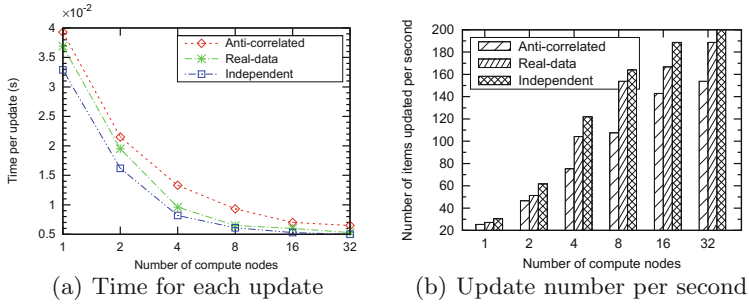 ×10⁻²
4
3.5
3
2.5
2
1.5
1
0.5
Time per update (s)
Anti-correlated
Real-data
Independent
1 2 4 8 16 32
Number of compute nodes
(a) Time for each update
200
180
160
140
120
100
80
60
40
20
Number of items updated per second
Anti-correlated
Real-data
Independent
1 2 4 8 16 32
Number of compute nodes
(b) Update number per second